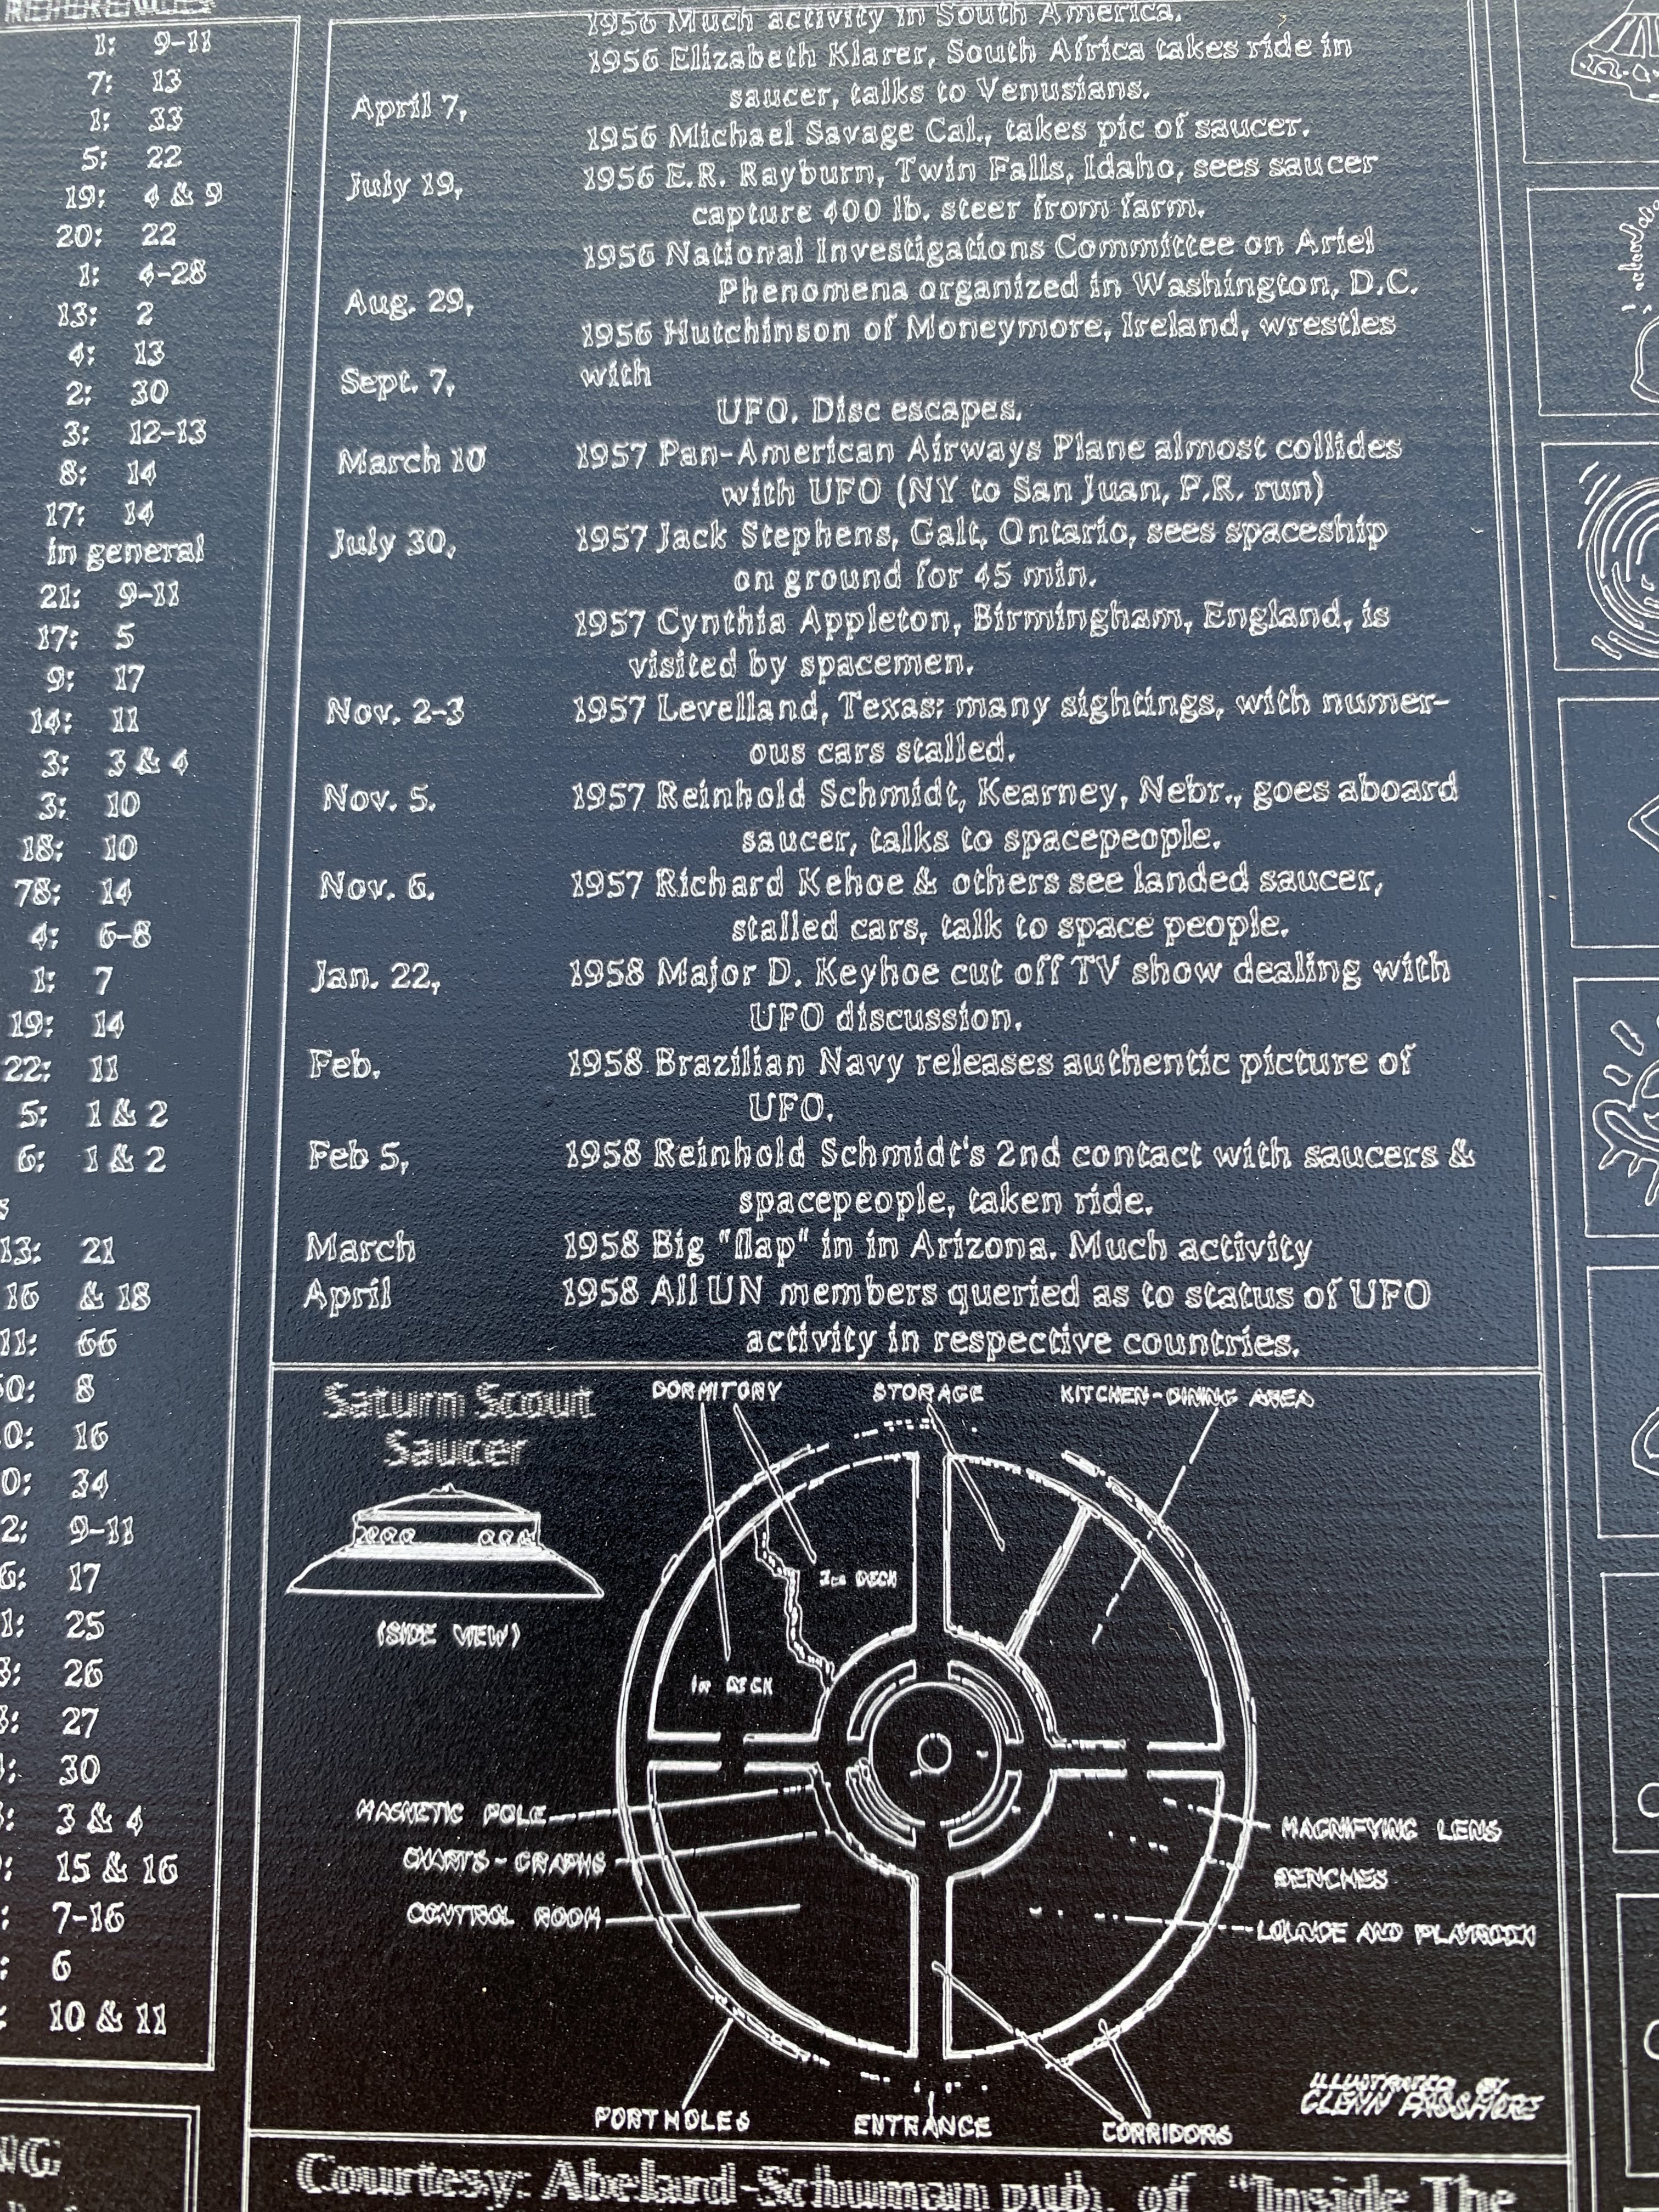 REFERENCES
1: 9-11
7: 13
1: 33
5: 22
19: 4 & 9
20: 22
1: 4-28
13: 2
4: 13
2: 30
3: 12-13
8: 14
17: 14
in general
21: 9-11
17: 5
9: 17
14: 11
3: 3 & 4
3: 10
18: 10
78: 14
4: 6-8
1: 7
19: 14
22: 11
5: 1 & 2
6: 1 & 2
s
13: 21
16 & 18
11: 66
0: 8
0: 16
0: 34
2: 9-11
6: 17
1: 25
3: 26
3: 27
: 30
: 3 & 4
: 15 & 16
: 7-16
: 6
: 10 & 11
NG
1956 Much activity in South America.
1956 Elizabeth Klarer, South Africa takes ride in
saucer, talks to Venusians.
April 7,
1956 Michael Savage Cal., takes pic of saucer.
July 19,
1956 E.R. Rayburn, Twin Falls, Idaho, sees saucer
capture 400 lb. steer from farm.
1956 National Investigations Committee on Ariel
Phenomena organized in Washington, D.C.
Aug. 29,
1956 Hutchinson of Moneymore, Ireland, wrestles
Sept. 7, with
UFO. Disc escapes.
March 10 1957 Pan-American Airways Plane almost collides
with UFO (NY to San Juan, P.R. run)
July 30, 1957 Jack Stephens, Galt, Ontario, sees spaceship
on ground for 45 min.
1957 Cynthia Appleton, Birmingham, England, is
visited by spacemen.
Nov. 2-3 1957 Levelland, Texas: many sightings, with numer-
ous cars stalled.
Nov. 5. 1957 Reinhold Schmidt, Kearney, Nebr., goes aboard
saucer, talks to spacepeople.
Nov. 6. 1957 Richard Kehoe & others see landed saucer,
stalled cars, talk to space people.
Jan. 22, 1958 Major D. Keyhoe cut off TV show dealing with
UFO discussion.
Feb. 1958 Brazilian Navy releases authentic picture of
UFO.
Feb 5, 1958 Reinhold Schmidt's 2nd contact with saucers &
spacepeople, taken ride.
March 1958 Big "flap" in in Arizona. Much activity
April 1958 All UN members queried as to status of UFO
activity in respective countries.
Saturm Scout
Saucer
(SIDE VIEW)
DORMITORY
STORAGE
KITCHEN-DINING AREA
2nd DECK
1st DECK
MAGNETIC POLE
CHARTS-GRAPHS
CONTROL ROOM
MAGNIFYING LENS
BENCHES
LOUNGE AND PLAYROOM
PORTHOLES
ENTRANCE
CORRIDORS
ILLUSTRATED BY
GLENN PASSMORE
Courtesy: Abelard-Schuman pub. of "Inside The